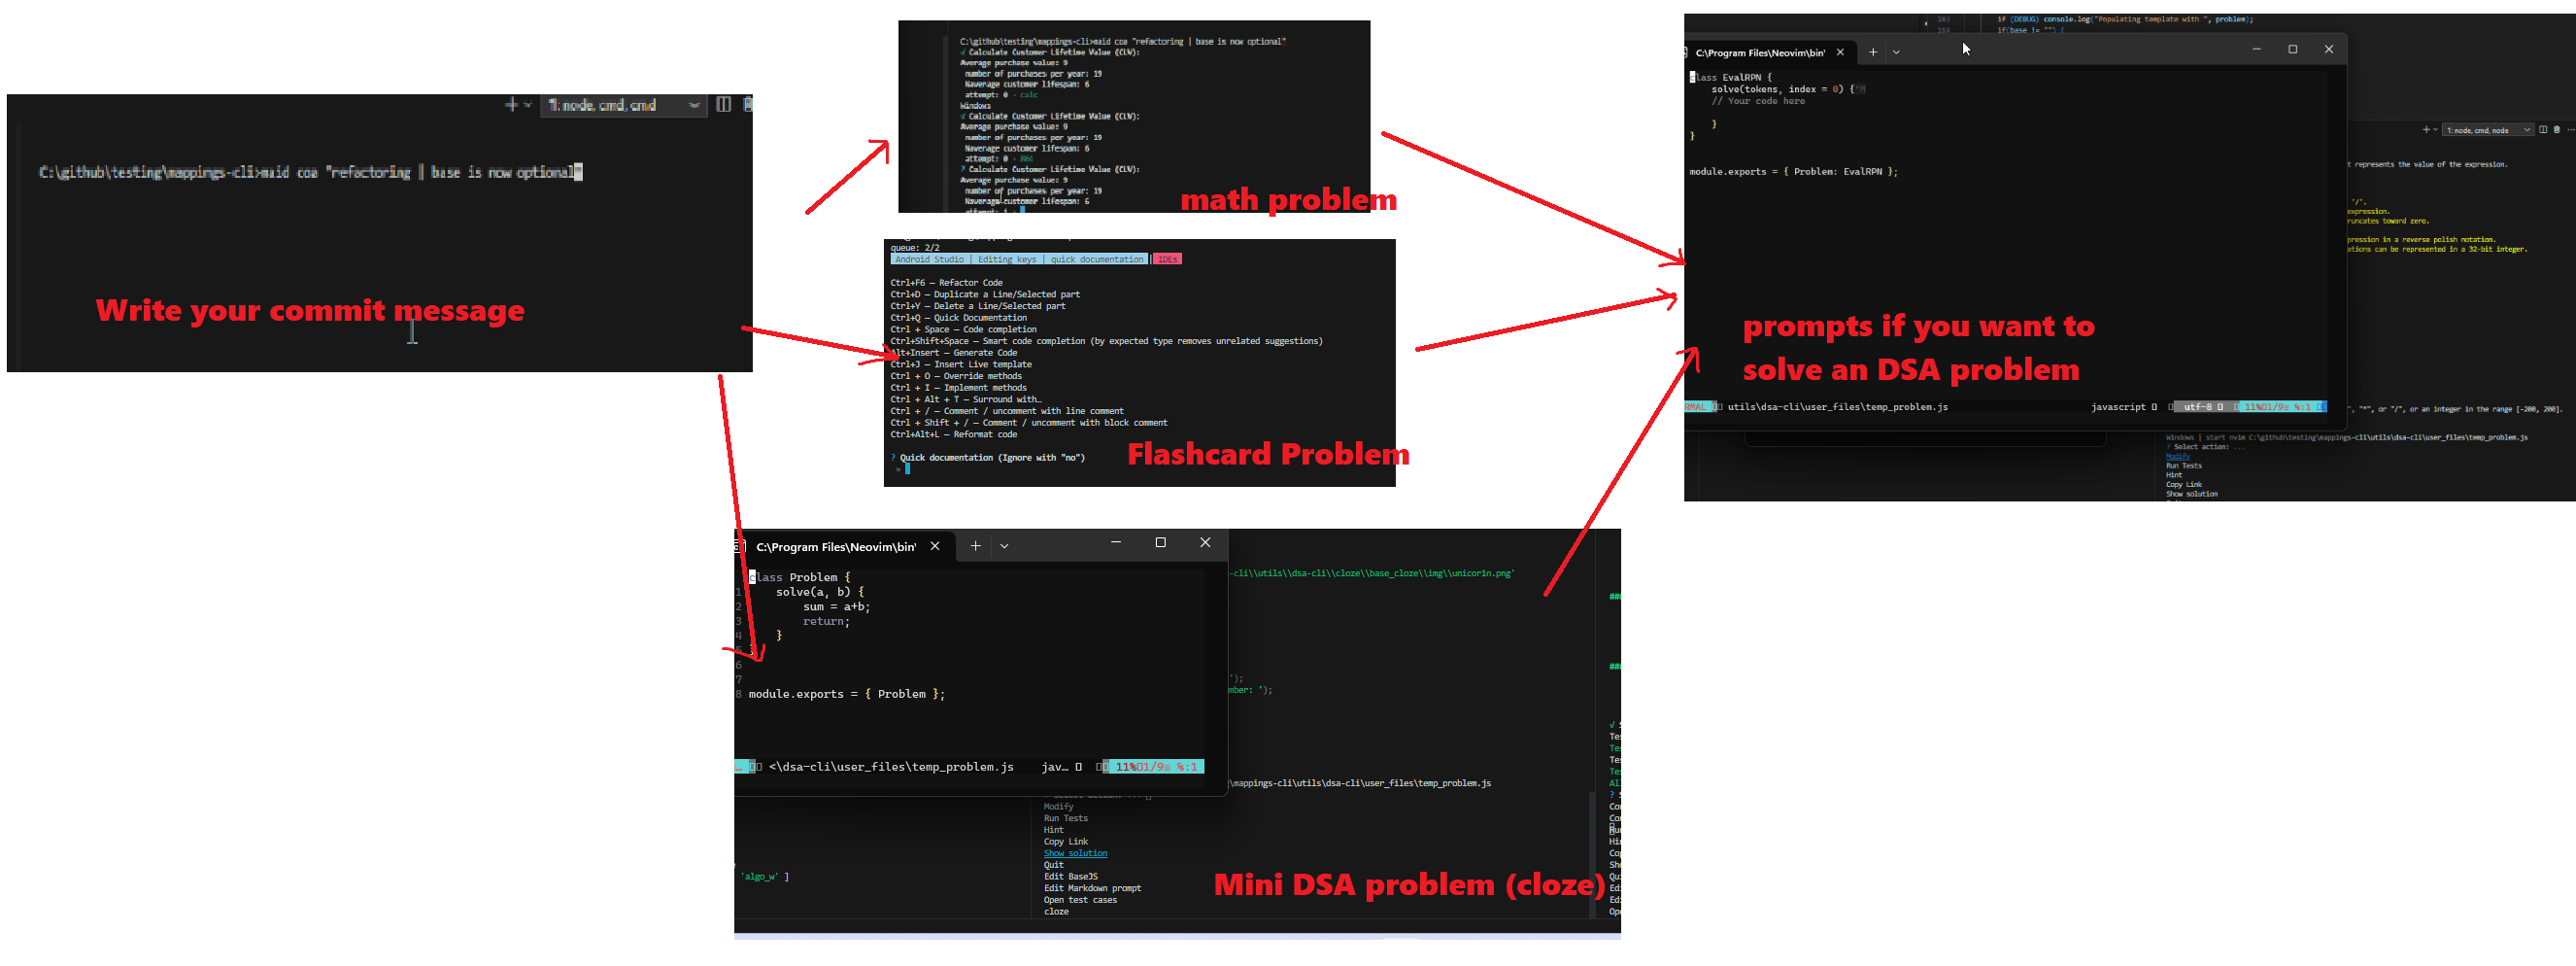 1: node, cmd, cmd
C:\github\testing\mappings-cli>maid coa "refactoring | base is now optional"
Write your commit message
C:\github\testing\mappings-cli>maid coa "refactoring | base is now optional"
√ Calculate Customer Lifetime Value (CLV):
Average purchase value: 9
number of purchases per year: 19
Naverage customer lifespan: 6
attempt: 0 · calc
Windows
√ Calculate Customer Lifetime Value (CLV):
Average purchase value: 9
number of purchases per year: 19
Naverage customer lifespan: 6
attempt: 0 · 864
? Calculate Customer Lifetime Value (CLV):
Average purchase value: 9
number of purchases per year: 19
Naverage customer lifespan: 6
math problem
queue: 2/2
Android Studio | Editing keys | quick documentation | IDEs
Ctrl+F6 — Refactor Code
Ctrl+D — Duplicate a Line/Selected part
Ctrl+Y — Delete a Line/Selected part
Ctrl+Q — Quick Documentation
Ctrl + Space — Code completion
Ctrl+Shift+Space — Smart code completion (by expected type removes unrelated suggestions)
Alt+Insert — Generate Code
Ctrl+J — Insert Live template
Ctrl + O — Override methods
Ctrl + I — Implement methods
Ctrl + Alt + T — Surround with…
Ctrl + / — Comment / uncomment with line comment
Ctrl + Shift + / — Comment / uncomment with block comment
Ctrl+Alt+L — Reformat code
? Quick documentation (Ignore with "no")
»
Flashcard Problem
C:\Program Files\Neovim\bin'
class Problem {
1 solve(a, b) {
2 sum = a+b;
3 return;
4 }
5 }
6
7
8 module.exports = { Problem };
<\dsa-cli\user_files\temp_problem.js jav… 11% 1/9 %:1
-cli\\utils\\dsa-cli\\cloze\\base_cloze\\img\\unicor1n.png'
');
mber: ');
\mappings-cli\utils\dsa-cli\user_files\temp_problem.js
Modify
Run Tests
Hint
Copy Link
Show solution
Quit
Edit BaseJS
Edit Markdown prompt
Open test cases
cloze
'algo_w' ]
Mini DSA problem (cloze)
183 if (DEBUG) console.log("Populating template with ", problem);
184 if(base != "") {
C:\Program Files\Neovim\bin'
class EvalRPN {
solve(tokens, index = 0) {
// Your code here
}
}
module.exports = { Problem: EvalRPN };
prompts if you want to
solve an DSA problem
RMAL utils\dsa-cli\user_files\temp_problem.js javascript utf-8 11% 1/9 %:1
1: node, cmd, node
t represents the value of the expression.
'/'.
expression.
runcates toward zero.
pression in a reverse polish notation.
ations can be represented in a 32-bit integer.
", "*", or "/", or an integer in the range [-200, 200].
Windows | start nvim C:\github\testing\mappings-cli\utils\dsa-cli\user_files\temp_problem.js
? Select action: ...
Modify
Run Tests
Hint
Copy Link
Show solution